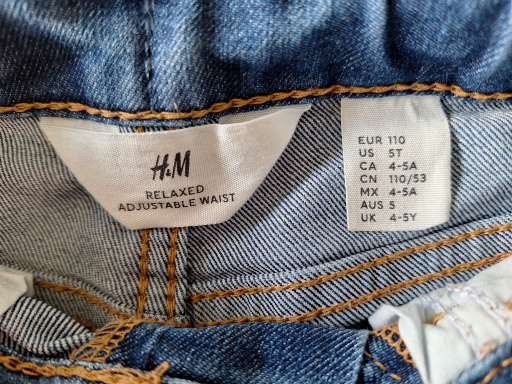 H&M
RELAXED
ADJUSTABLE WAIST
EUR 110
US 5T
CA 4-5A
CN 110/53
MX 4-5A
AUS 5
UK 4-5Y